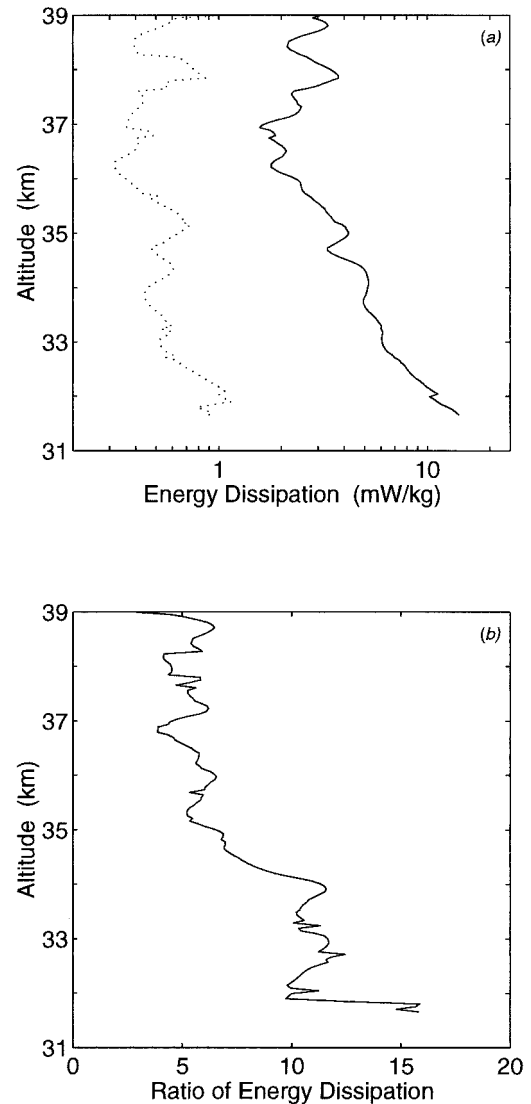 39
(a)
37
35
33
31
Altitude (km)
1
10
Energy Dissipation (mW/kg)
39
(b)
37
35
33
31
Altitude (km)
0
5
10
15
20
Ratio of Energy Dissipation